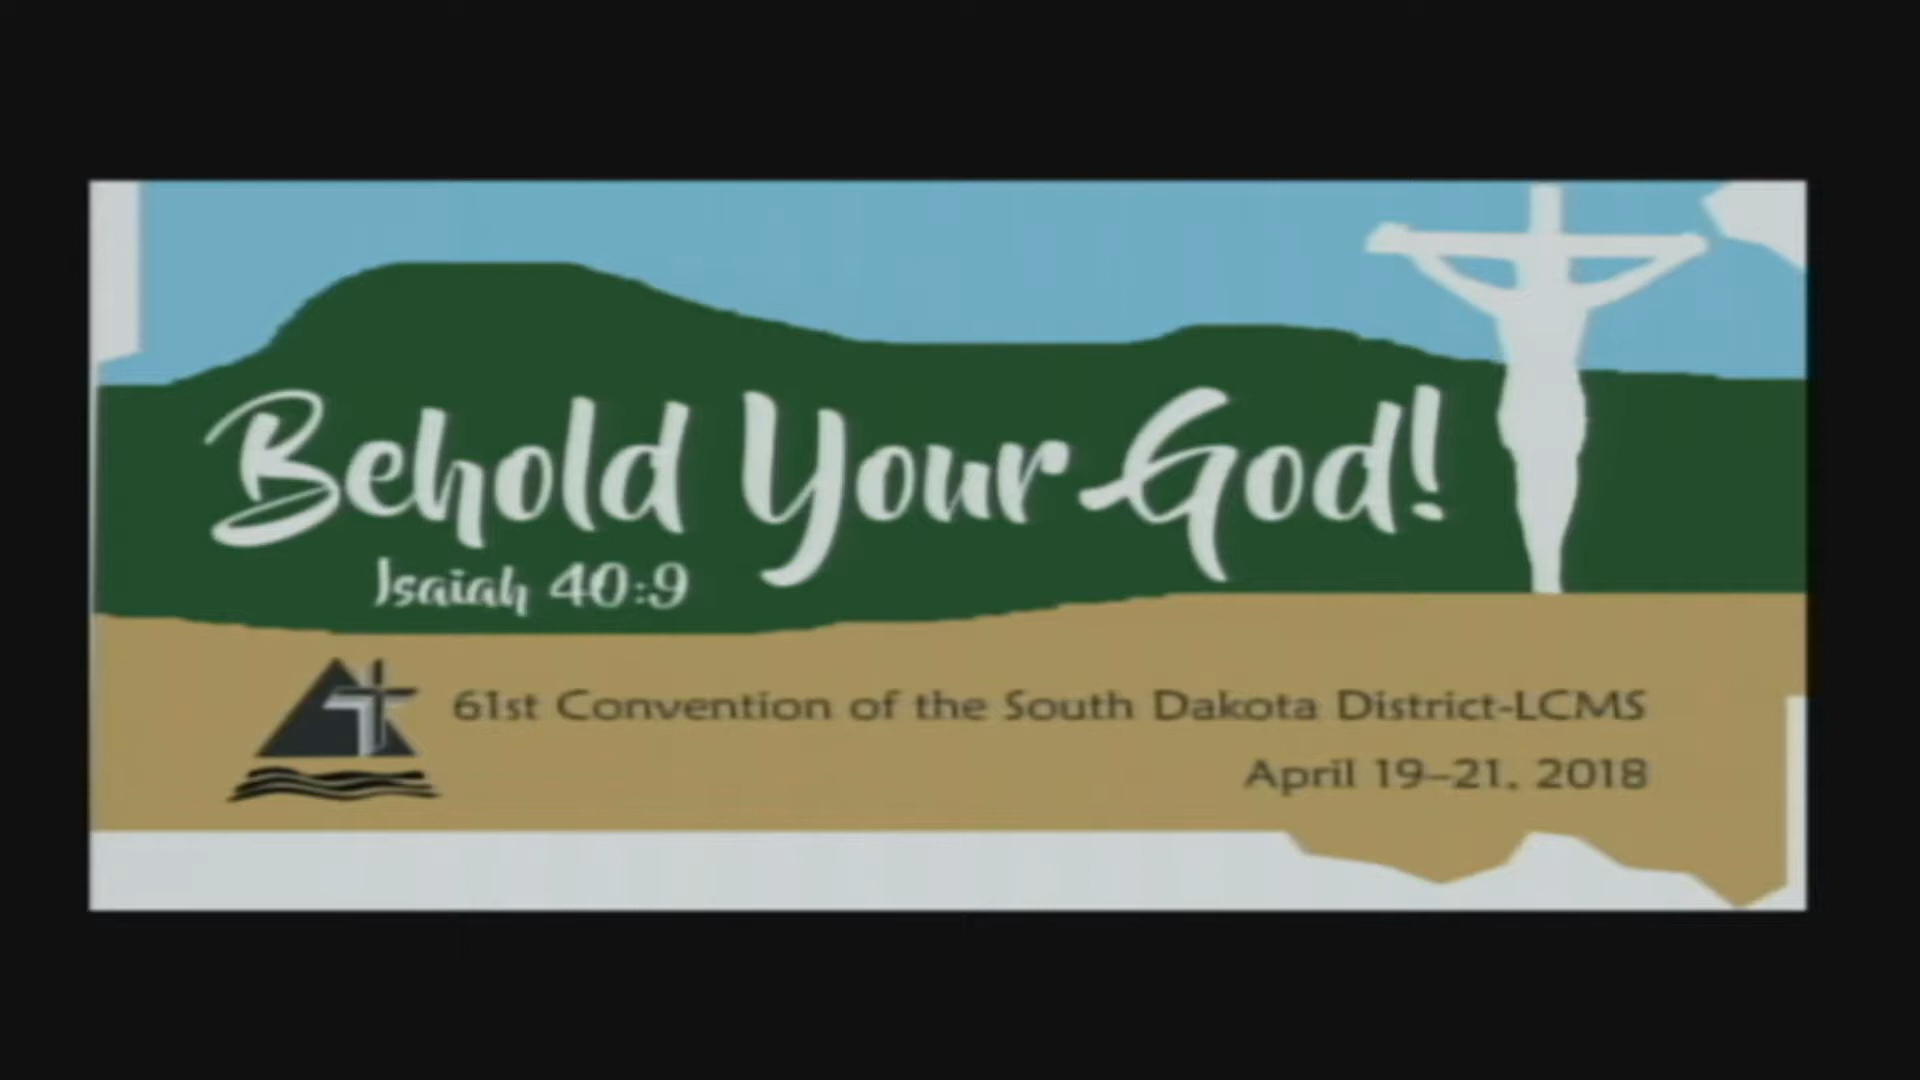 Behold Your God!
Isaiah 40:9
61st Convention of the South Dakota District-LCMS
April 19–21, 2018